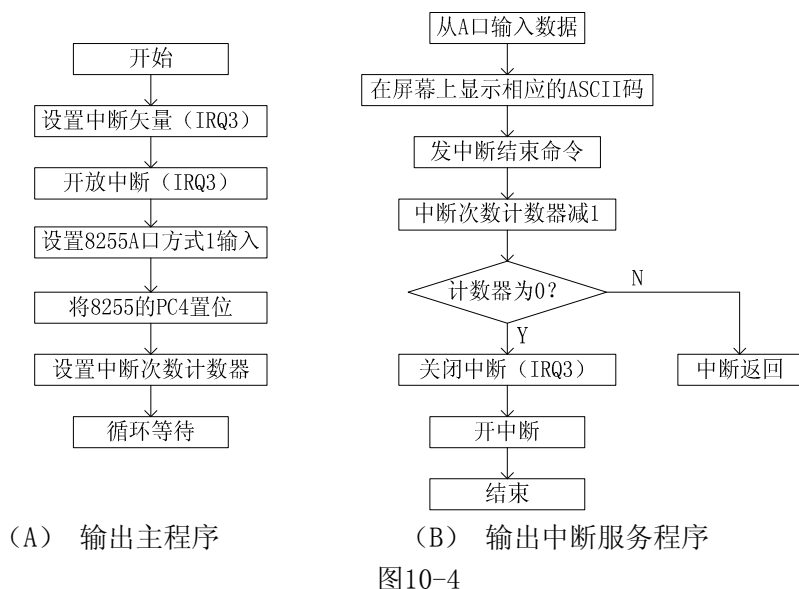 开始
设置中断矢量（IRQ3）
开放中断（IRQ3）
设置8255A口方式1输入
将8255的PC4置位
设置中断次数计数器
循环等待
（A） 输出主程序
从A口输入数据
在屏幕上显示相应的ASCII码
发中断结束命令
中断次数计数器减1
计数器为0?
N
Y
关闭中断（IRQ3）
中断返回
开中断
结束
（B） 输出中断服务程序
图10-4